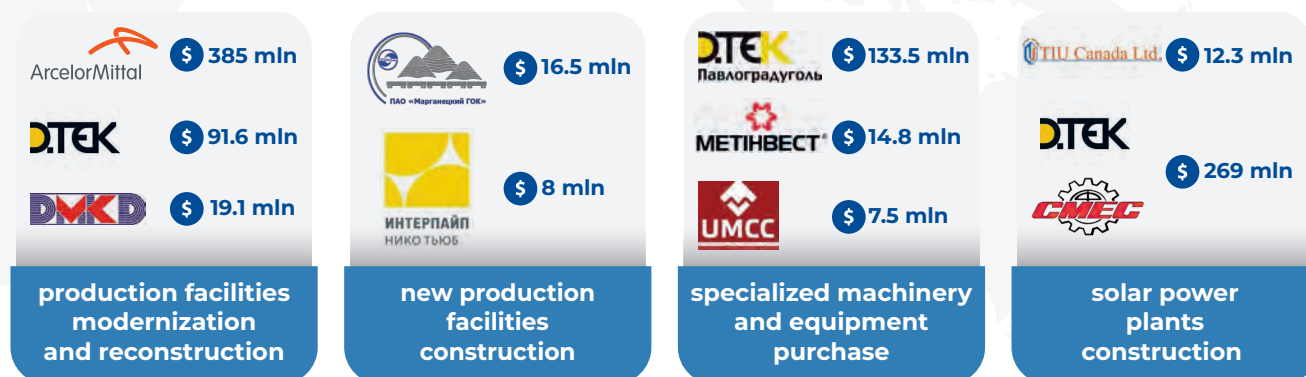 ArcelorMittal
$ 385 mln
ДТЕК
$ 91.6 mln
DMKD
$ 19.1 mln
production facilities
modernization
and reconstruction
ПАО «Марганецкий ГОК»
$ 16.5 mln
ИНТЕРПАЙП
НИКО ТЬЮБ
$ 8 mln
new production
facilities
construction
ДТЕК
Павлоградуголь
$ 133.5 mln
МЕТІНВЕСТ
$ 14.8 mln
UMCC
$ 7.5 mln
specialized machinery
and equipment
purchase
TIU Canada Ltd.
$ 12.3 mln
ДТЕК
CMEC
$ 269 mln
solar power
plants
construction